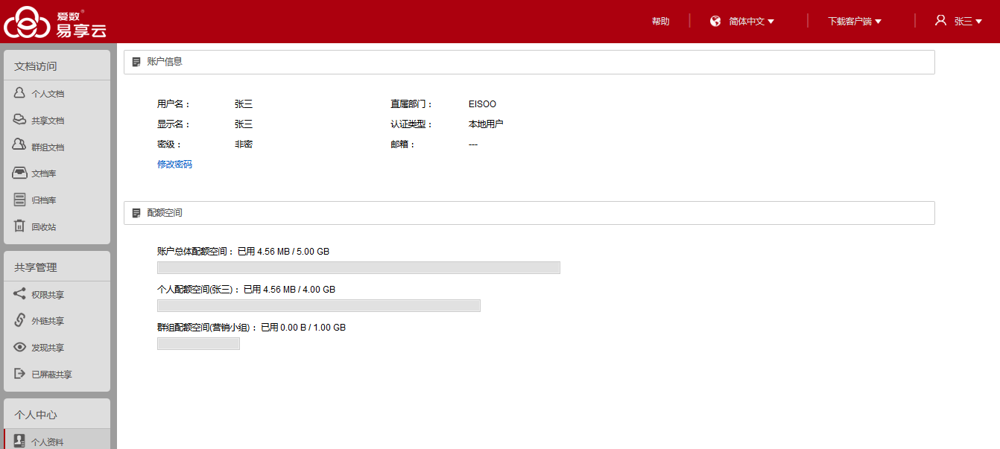 爱数®
易享云
帮助
简体中文
下载客户端
张三
文档访问
个人文档
共享文档
群组文档
文档库
归档库
回收站
共享管理
权限共享
外链共享
发现共享
已屏蔽共享
个人中心
个人资料
账户信息
用户名： 张三 直属部门： EISOO
显示名： 张三 认证类型： 本地用户
密级： 非密 邮箱： ---
修改密码
配额空间
账户总体配额空间： 已用 4.56 MB / 5.00 GB
个人配额空间(张三)： 已用 4.56 MB / 4.00 GB
群组配额空间(营销小组)： 已用 0.00 B / 1.00 GB